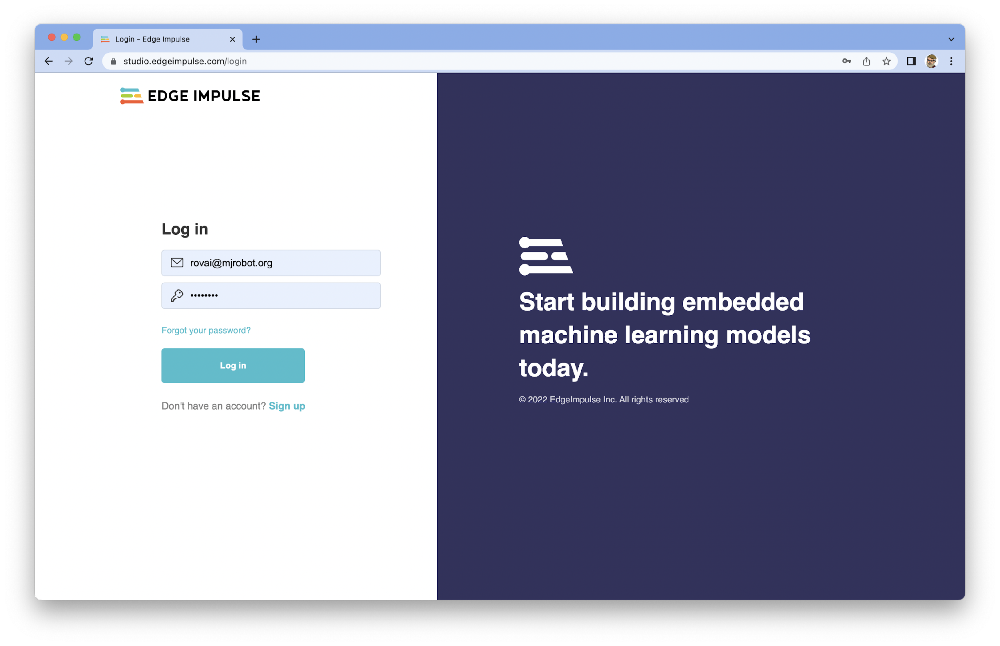 Login - Edge Impulse
studio.edgeimpulse.com/login
EDGE IMPULSE
Log in
rovai@mjrobot.org
••••••••
Forgot your password?
Log in
Don't have an account? Sign up
Start building embedded
machine learning models
today.
© 2022 EdgeImpulse Inc. All rights reserved